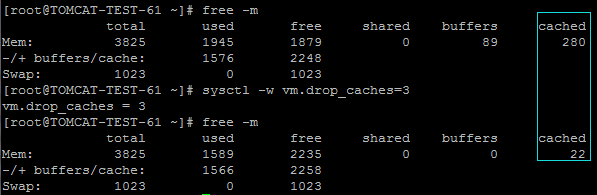 [root@TOMCAT-TEST-61 ]# free -m
total used free shared buffers cached
Mem: 3825 1945 1879 0 89 280
-/+ buffers/cache: 1576 2248
Swap: 1023 0 1023
[root@TOMCAT-TEST-61 ]# sysctl -w vm.drop_caches=3
vm.drop_caches = 3
[root@TOMCAT-TEST-61 ]# free -m
total used free shared buffers cached
Mem: 3825 1589 2235 0 0 22
-/+ buffers/cache: 1566 2258
Swap: 1023 0 1023